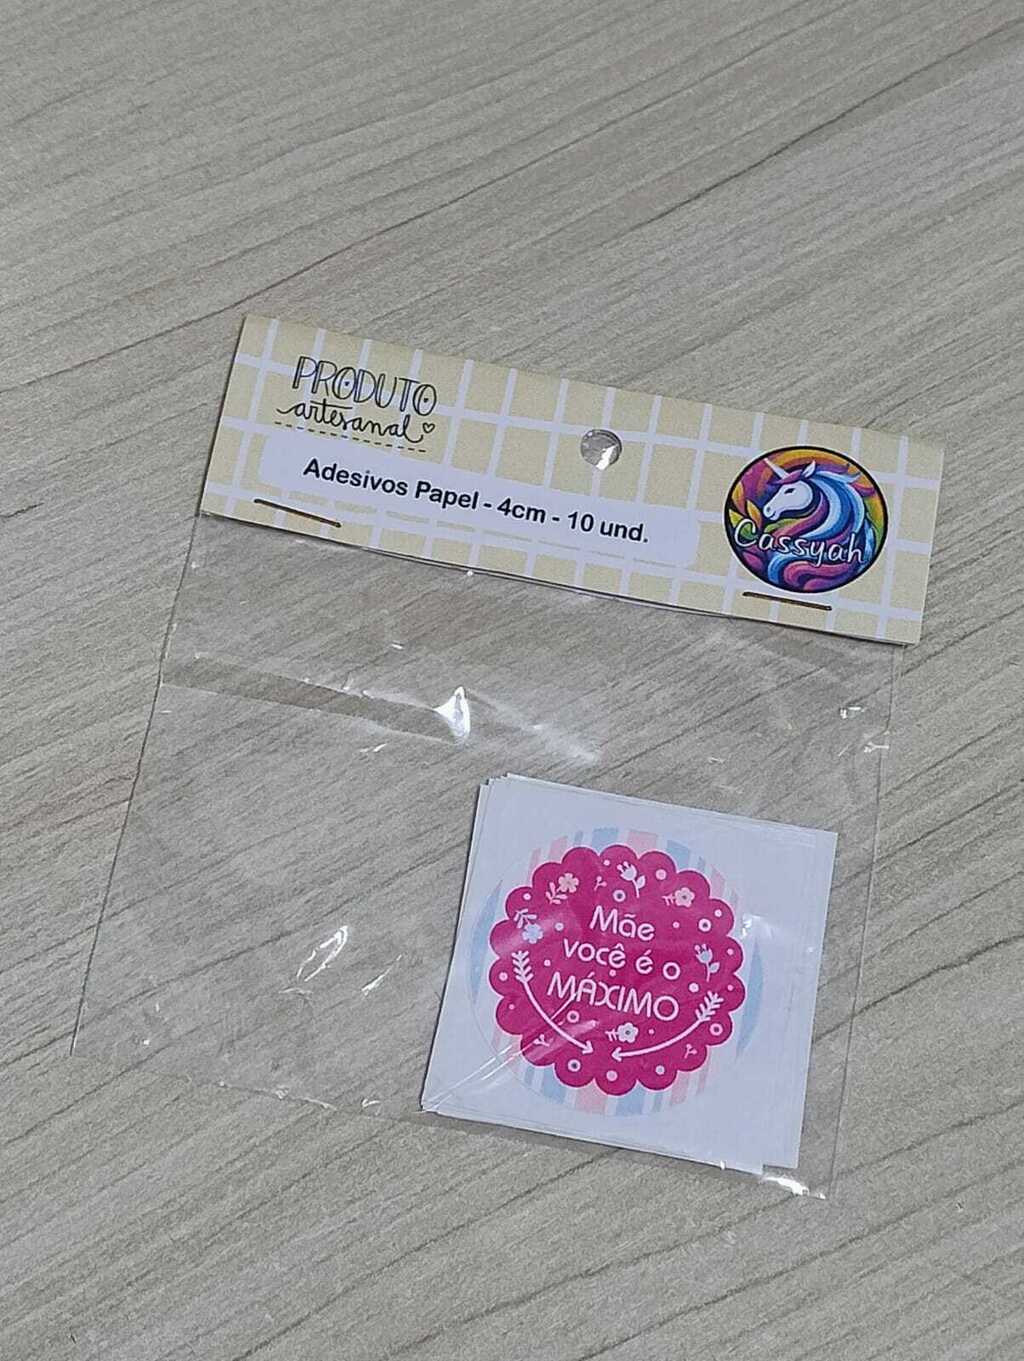 PRODUTO
artesanal
Adesivos Papel - 4cm - 10 und.
Cassyah
Mãe
você é o
MÁXIMO